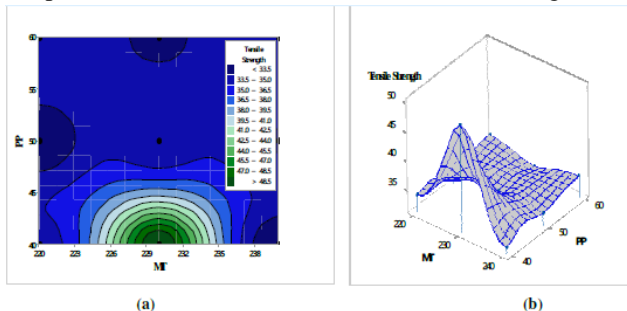 Tensile
Strength
< 33.5
33.5 – 35.0
35.0 – 36.5
36.5 – 38.0
38.0 – 39.5
39.5 – 41.0
41.0 – 42.5
42.5 – 44.0
44.0 – 45.5
45.5 – 47.0
47.0 – 48.5
> 48.5
60
55
PP
50
45
40
220
223
226
229
232
235
238
MT
(a)
Tensile Strength
50
45
40
35
220
230
240
MT
40
50
60
PP
(b)